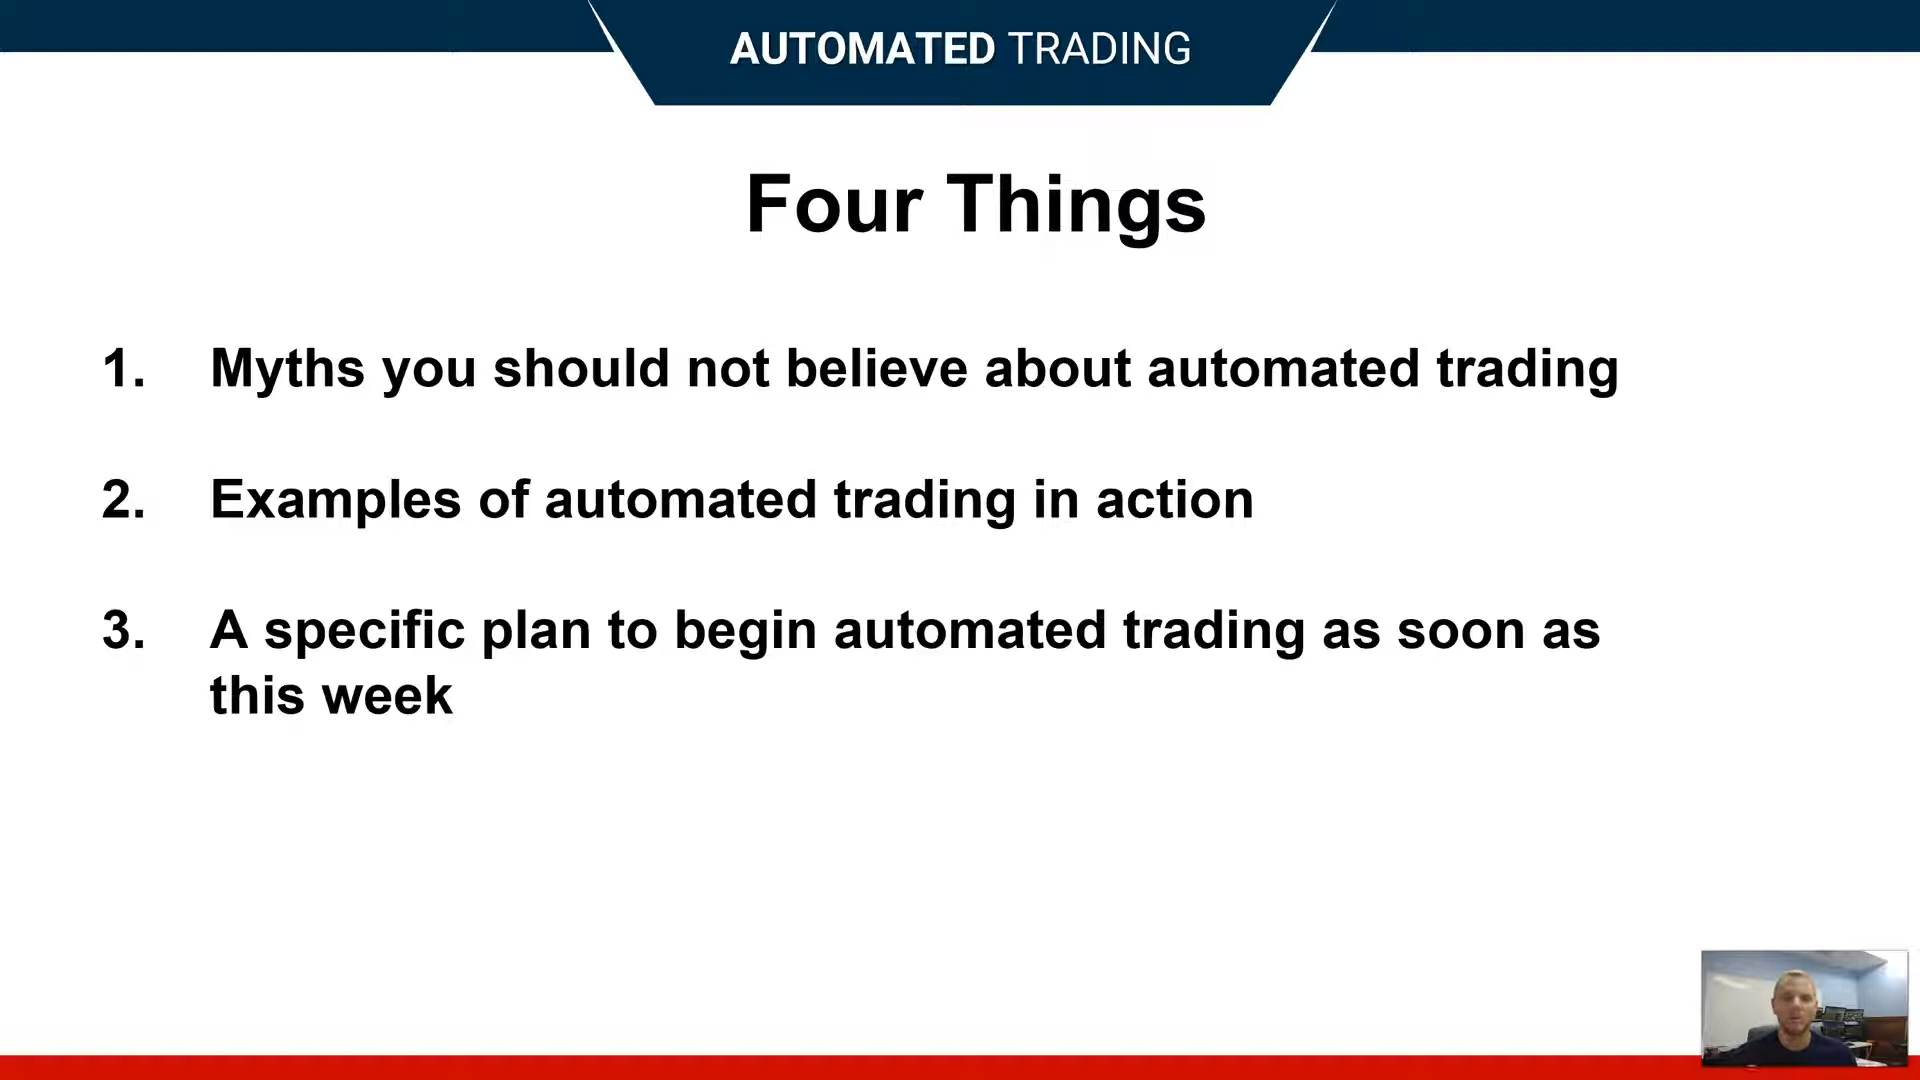 AUTOMATED TRADING
Four Things
1. Myths you should not believe about automated trading
2. Examples of automated trading in action
3. A specific plan to begin automated trading as soon as
this week